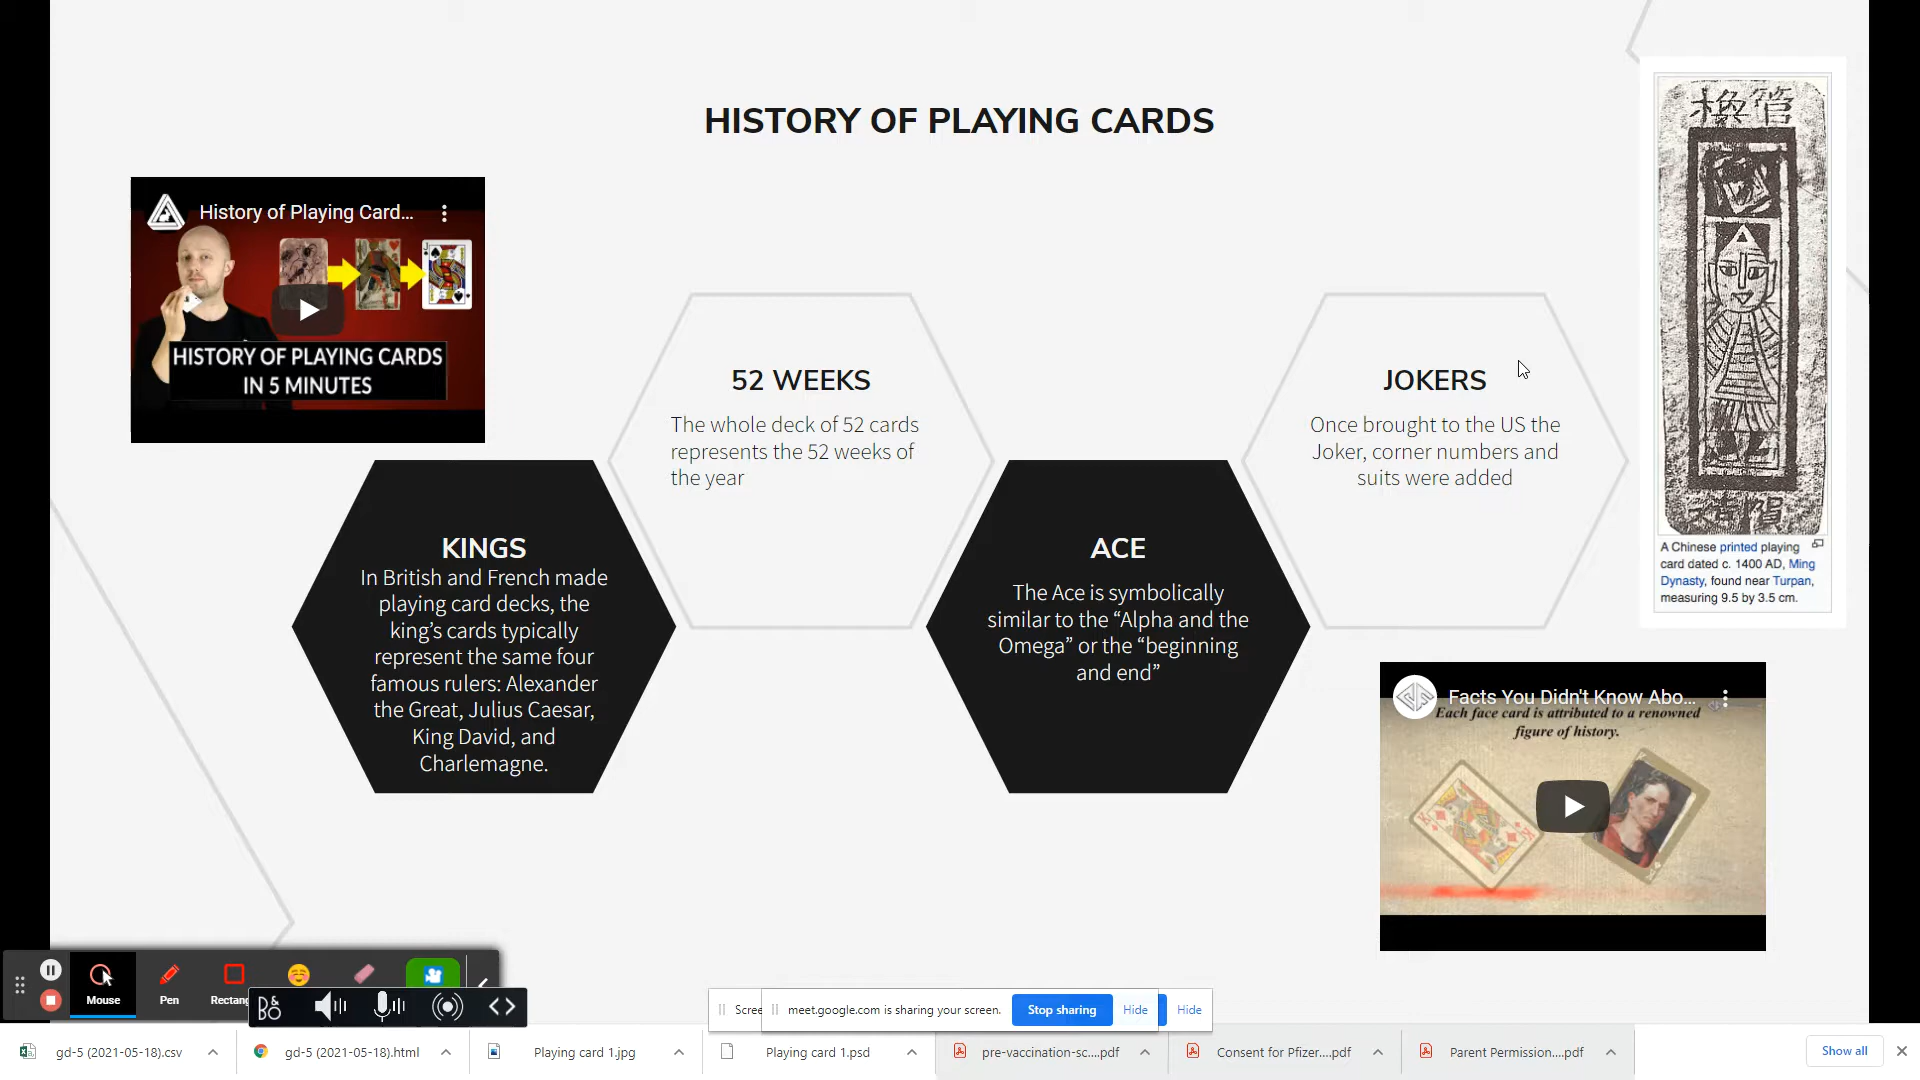 HISTORY OF PLAYING CARDS
History of Playing Card...
HISTORY OF PLAYING CARDS
IN 5 MINUTES
KINGS
In British and French made
playing card decks, the
king's cards typically
represent the same four
famous rulers: Alexander
the Great, Julius Caesar,
King David, and
Charlemagne.
52 WEEKS
The whole deck of 52 cards
represents the 52 weeks of
the year
ACE
The Ace is symbolically
similar to the “Alpha and the
Omega” or the “beginning
and end”
JOKERS
Once brought to the US the
Joker, corner numbers and
suits were added
管
A Chinese printed playing
card dated c. 1400 AD, Ming
Dynasty, found near Turpan,
measuring 9.5 by 3.5 cm.
Facts You Didn't Know Abo...
Each face card is attributed to a renowned
figure of history.
Mouse
Pen
Rectang
B&O
Scree
meet.google.com is sharing your screen.
Stop sharing
Hide
Hide
gd-5 (2021-05-18).csv
gd-5 (2021-05-18).html
Playing card 1.jpg
Playing card 1.psd
pre-vaccination-sc....pdf
Consent for Pfizer....pdf
Parent Permission....pdf
Show all